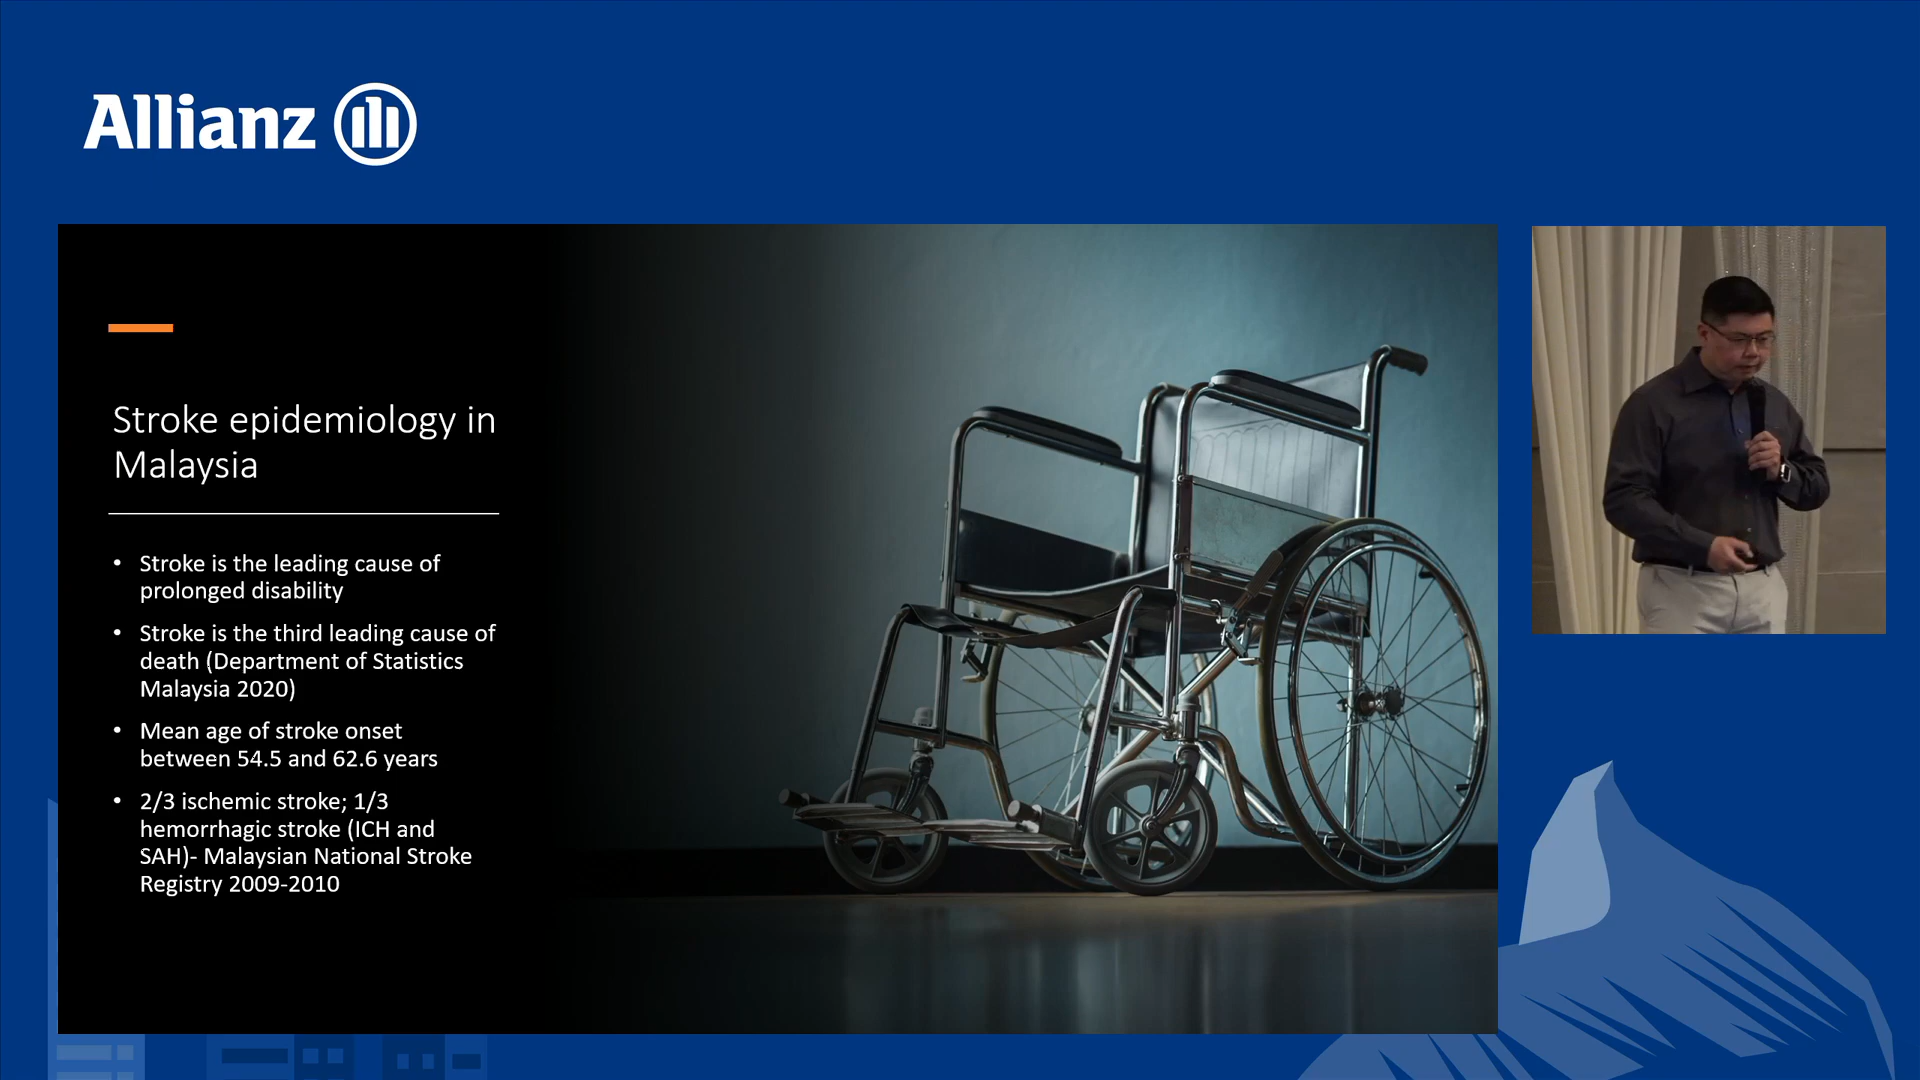 Allianz
Stroke epidemiology in
Malaysia
• Stroke is the leading cause of
prolonged disability
• Stroke is the third leading cause of
death (Department of Statistics
Malaysia 2020)
• Mean age of stroke onset
between 54.5 and 62.6 years
• 2/3 ischemic stroke; 1/3
hemorrhagic stroke (ICH and
SAH)- Malaysian National Stroke
Registry 2009-2010